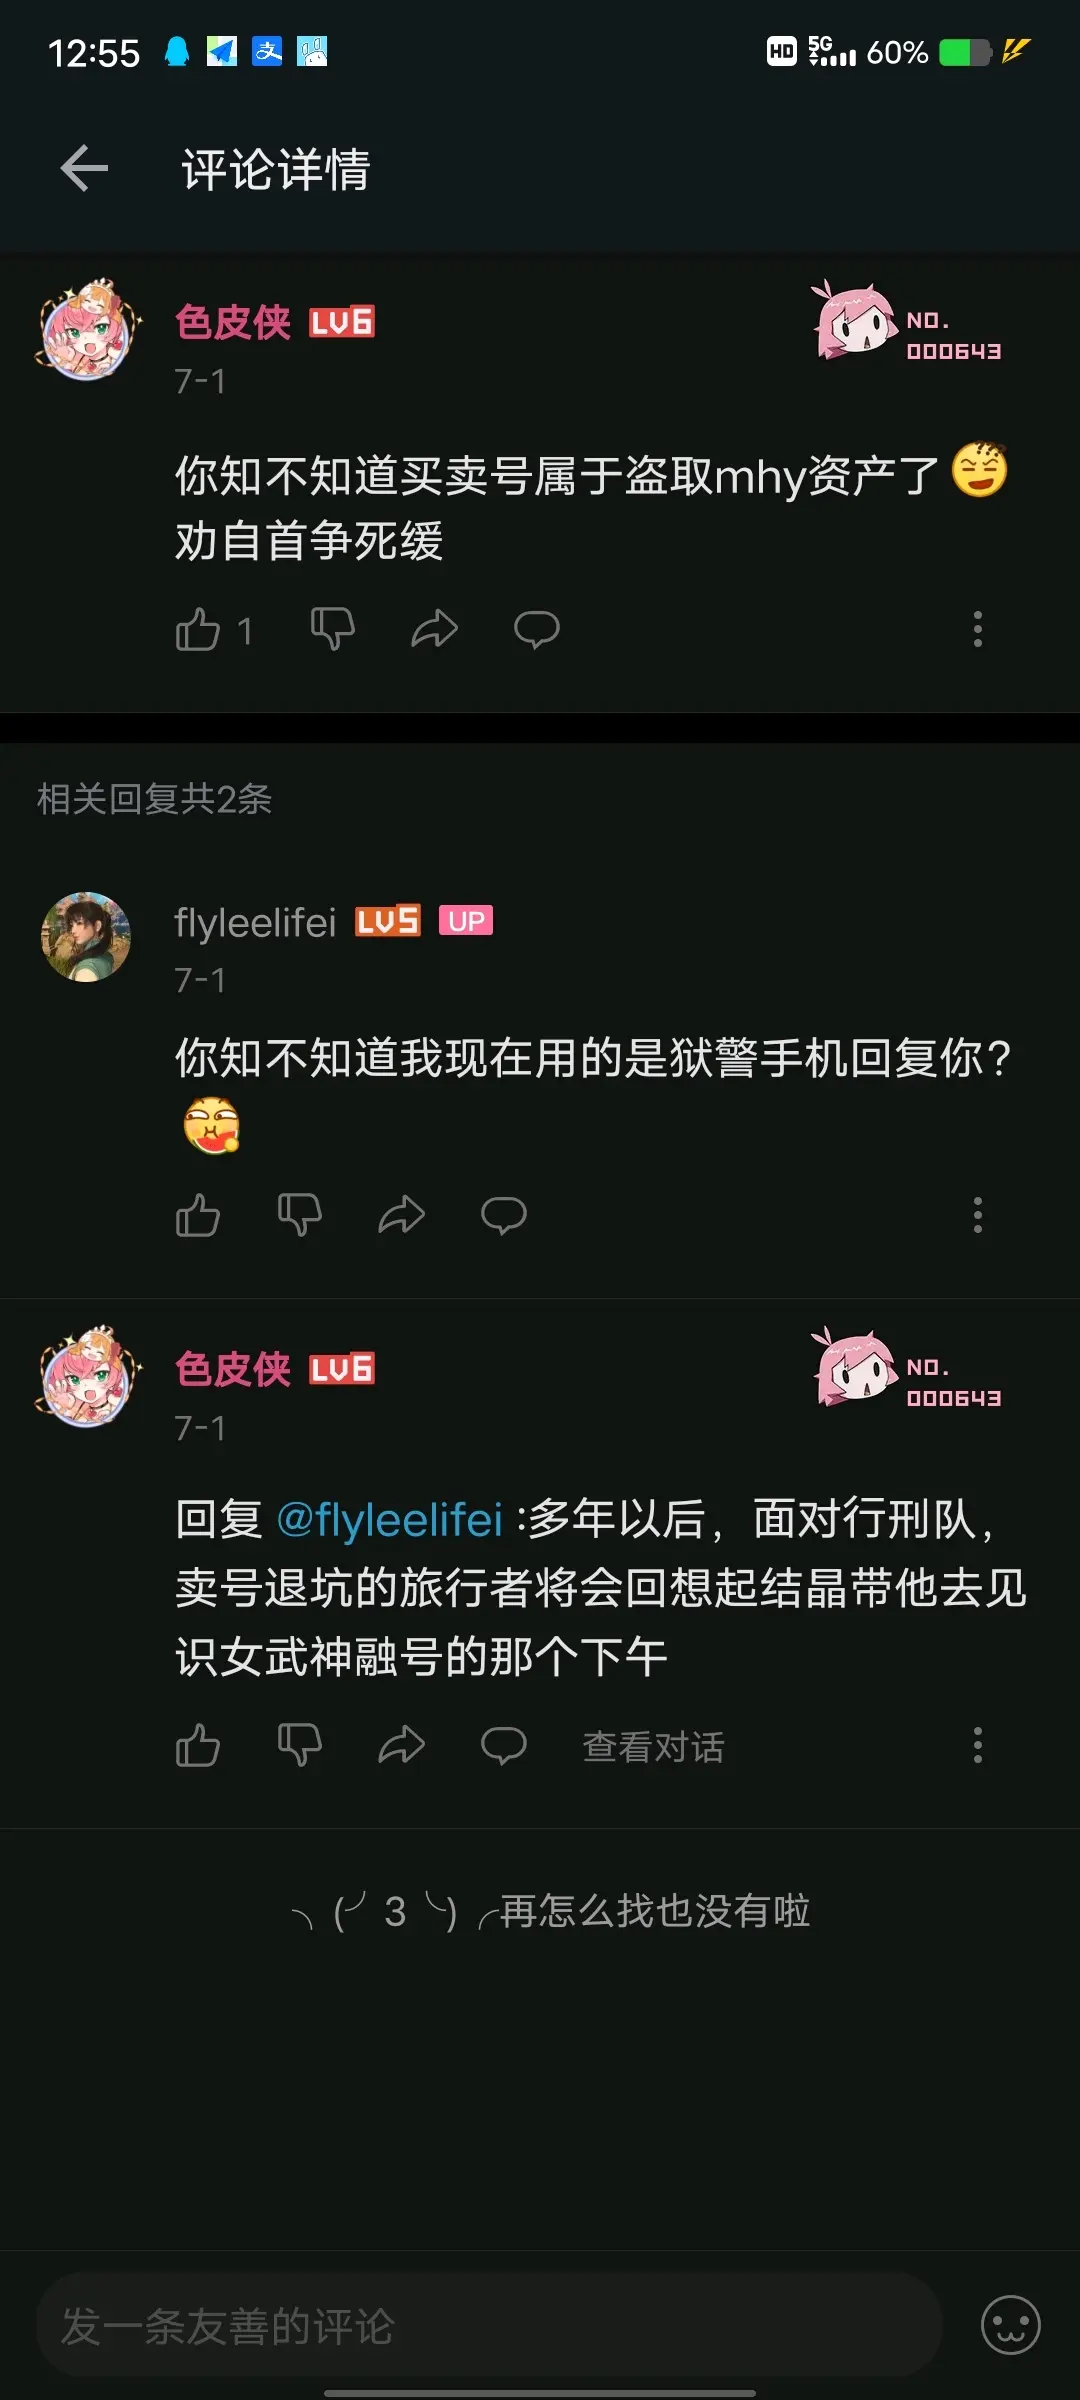 12:55
HD 5G 60%
评论详情
色皮侠 LV6
NO.
000643
7-1
你知不知道买卖号属于盗取mhy资产了
劝自首争死缓
1
相关回复共2条
flyleelifei LV5 UP
7-1
你知不知道我现在用的是狱警手机回复你?
色皮侠 LV6
NO.
000643
7-1
回复 @flyleelifei :多年以后，面对行刑队，
卖号退坑的旅行者将会回想起结晶带他去见
识女武神融号的那个下午
查看对话
╮(╯3╰)╭再怎么找也没有啦
发一条友善的评论